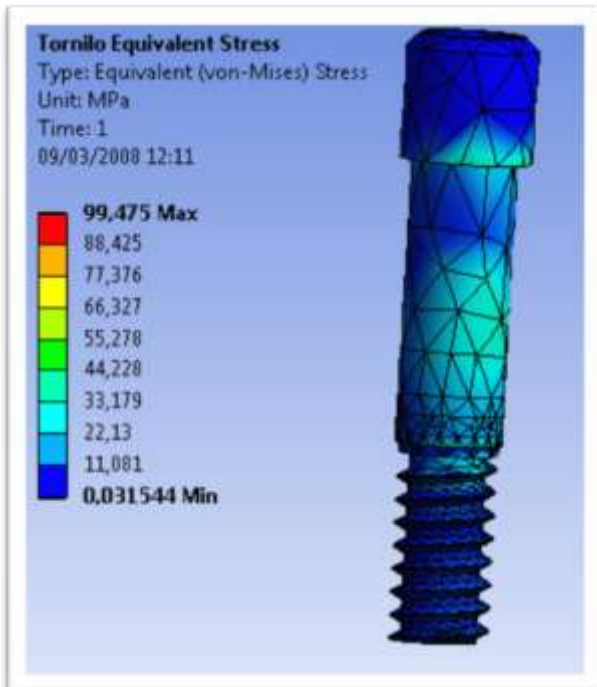 Tornilo Equivalent Stress
Type: Equivalent (von-Mises) Stress
Unit: MPa
Time: 1
09/03/2008 12:11
99,475 Max
88,425
77,376
66,327
55,278
44,228
33,179
22,13
11,081
0,031544 Min